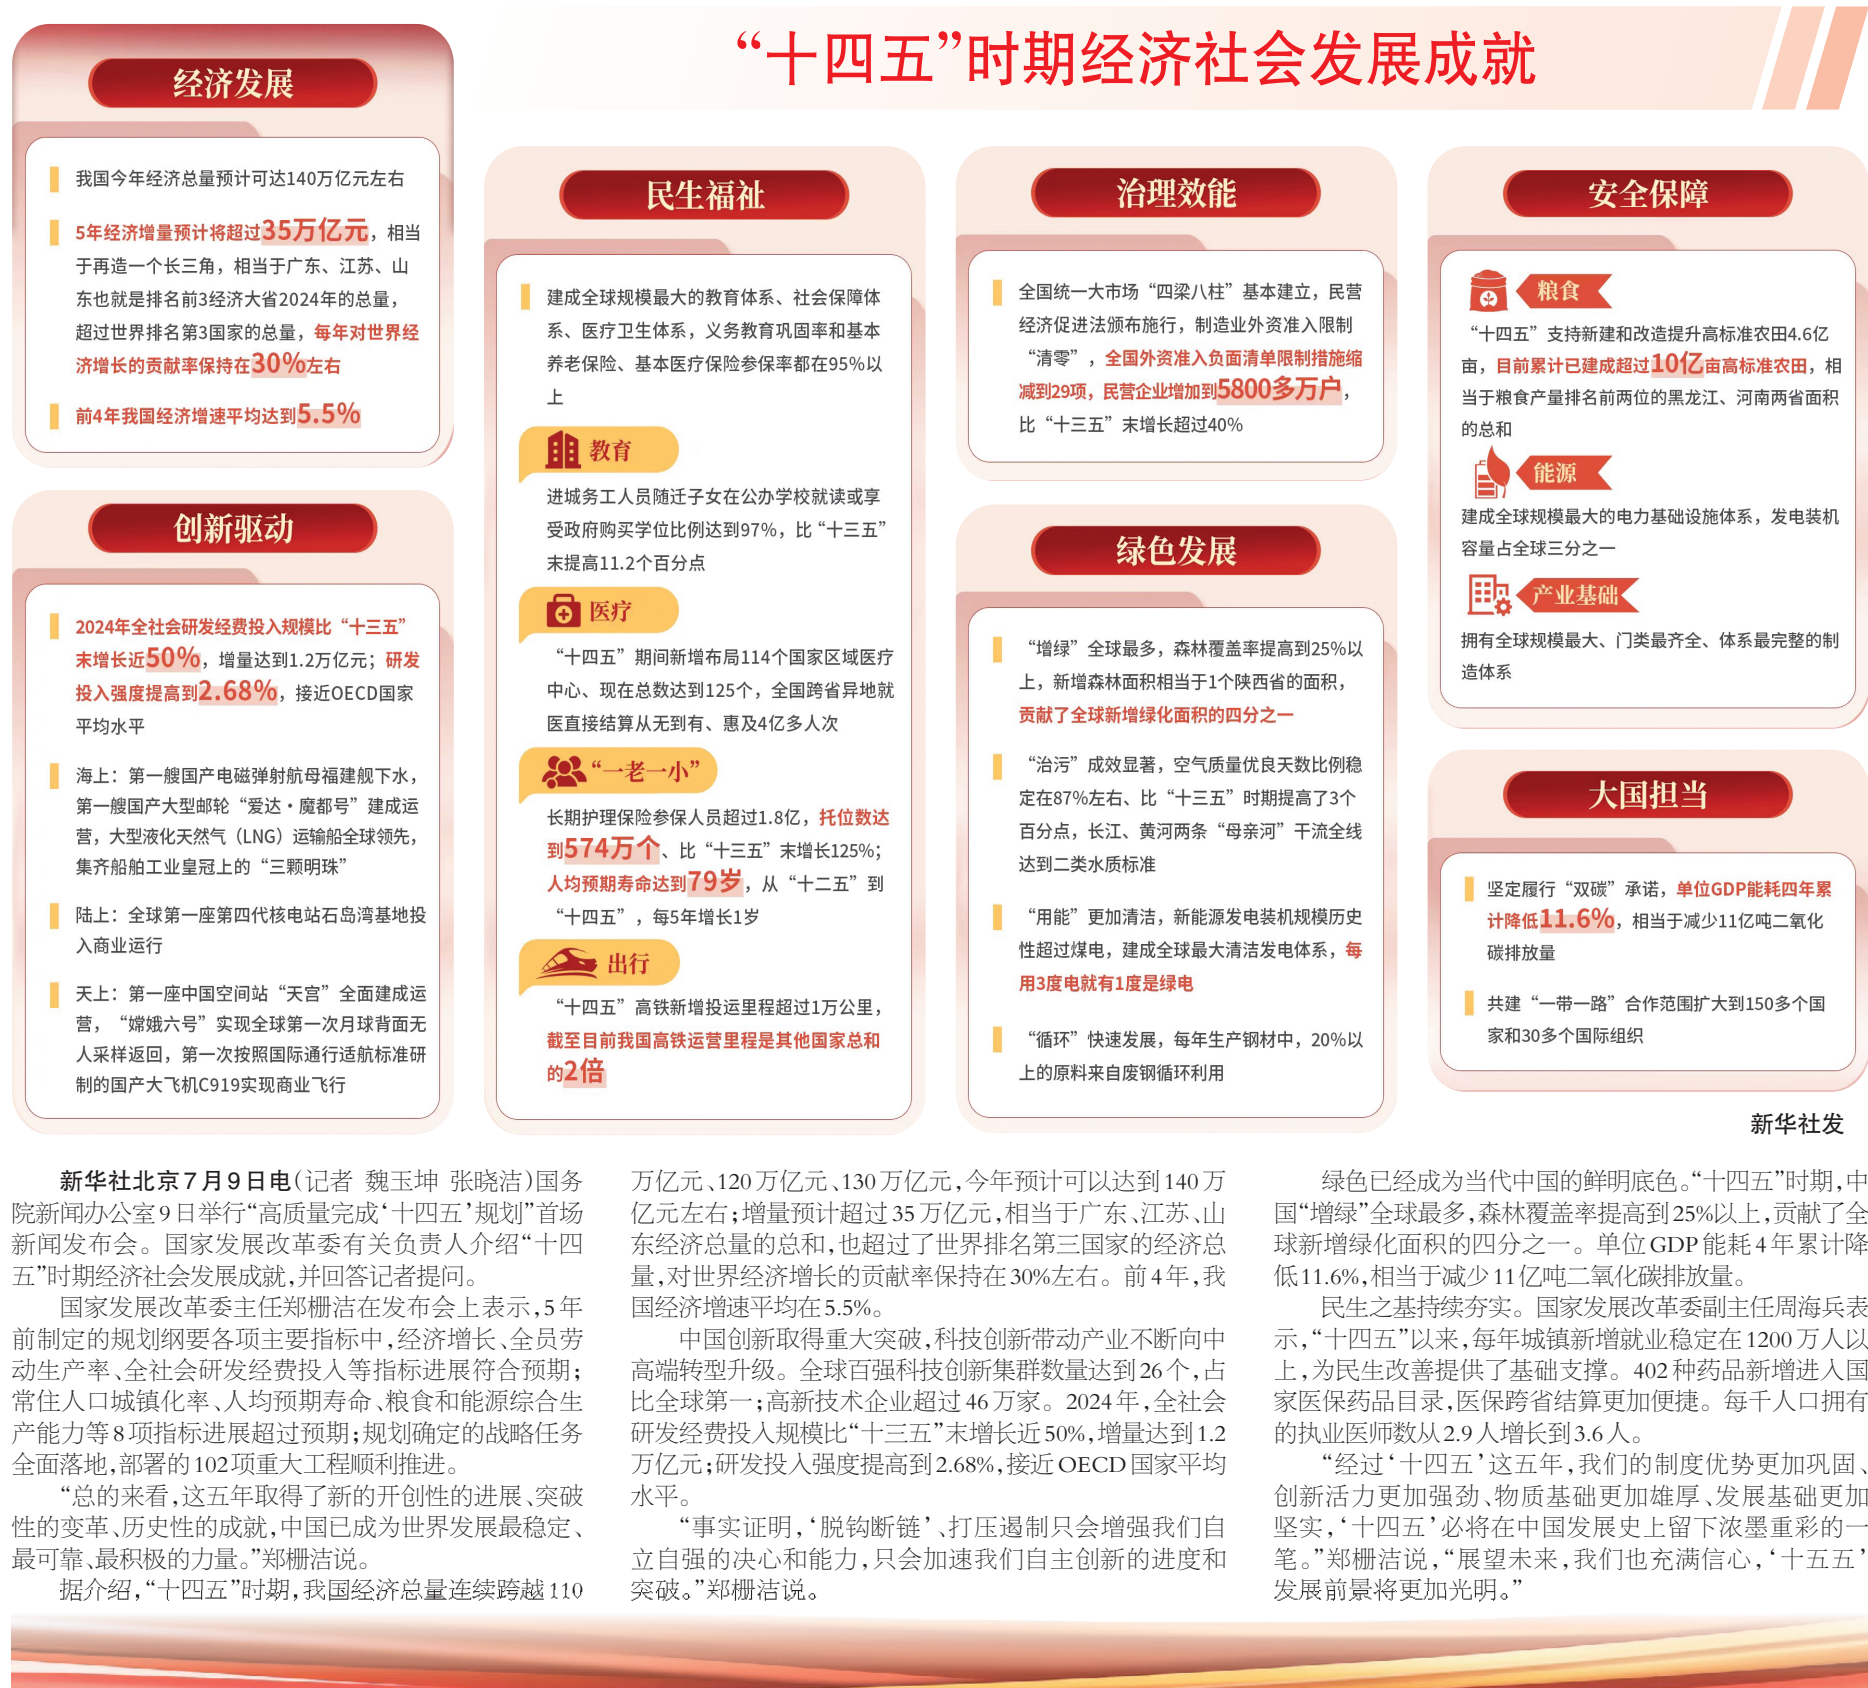 “十四五”时期经济社会发展成就
经济发展
我国今年经济总量预计可达140万亿元左右
5年经济增量预计将超过35万亿元，相当
于再造一个长三角，相当于广东、江苏、山
东也就是排名前3经济大省2024年的总量，
超过世界排名第3国家的总量，每年对世界经
济增长的贡献率保持在30%左右
前4年我国经济增速平均达到5.5%
创新驱动
2024年全社会研发经费投入规模比“十三五”
末增长近50%，增量达到1.2万亿元；研发
投入强度提高到2.68%，接近OECD国家
平均水平
海上：第一艘国产电磁弹射航母福建舰下水，
第一艘国产大型邮轮“爱达·魔都号”建成运
营，大型液化天然气（LNG）运输船全球领先，
集齐船舶工业皇冠上的“三颗明珠”
陆上：全球第一座第四代核电站石岛湾基地投
入商业运行
天上：第一座中国空间站“天宫”全面建成运
营，“嫦娥六号”实现全球第一次月球背面无
人采样返回，第一次按照国际通行适航标准研
制的国产大飞机C919实现商业飞行
民生福祉
建成全球规模最大的教育体系、社会保障体
系、医疗卫生体系，义务教育巩固率和基本
养老保险、基本医疗保险参保率都在95%以
上
教育
进城务工人员随迁子女在公办学校就读或享
受政府购买学位比例达到97%，比“十三五”
末提高11.2个百分点
医疗
“十四五”期间新增布局114个国家区域医疗
中心、现在总数达到125个，全国跨省异地就
医直接结算从无到有、惠及4亿多人次
“一老一小”
长期护理保险参保人员超过1.8亿，托位数达
到574万个、比“十三五”末增长125%；
人均预期寿命达到79岁，从“十二五”到
“十四五”，每5年增长1岁
出行
“十四五”高铁新增投运里程超过1万公里，
截至目前我国高铁运营里程是其他国家总和
的2倍
治理效能
全国统一大市场“四梁八柱”基本建立，民营
经济促进法颁布施行，制造业外资准入限制
“清零”，全国外资准入负面清单限制措施缩
减到29项，民营企业增加到5800多万户，
比“十三五”末增长超过40%
绿色发展
“增绿”全球最多，森林覆盖率提高到25%以
上，新增森林面积相当于1个陕西省的面积，
贡献了全球新增绿化面积的四分之一
“治污”成效显著，空气质量优良天数比例稳
定在87%左右、比“十三五”时期提高了3个
百分点，长江、黄河两条“母亲河”干流全线
达到二类水质标准
“用能”更加清洁，新能源发电装机规模历史
性超过煤电，建成全球最大清洁发电体系，每
用3度电就有1度是绿电
“循环”快速发展，每年生产钢材中，20%以
上的原料来自废钢循环利用
安全保障
粮食
“十四五”支持新建和改造提升高标准农田4.6亿
亩，目前累计已建成超过10亿亩高标准农田，相
当于粮食产量排名前两位的黑龙江、河南两省面积
的总和
能源
建成全球规模最大的电力基础设施体系，发电装机
容量占全球三分之一
产业基础
拥有全球规模最大、门类最齐全、体系最完整的制
造体系
大国担当
坚定履行“双碳”承诺，单位GDP能耗四年累
计降低11.6%，相当于减少11亿吨二氧化
碳排放量
共建“一带一路”合作范围扩大到150多个国
家和30多个国际组织
新华社发
新华社北京7月9日电（记者 魏玉坤 张晓洁）国务
院新闻办公室9日举行“高质量完成‘十四五’规划”首场
新闻发布会。国家发展改革委有关负责人介绍“十四
五”时期经济社会发展成就，并回答记者提问。
国家发展改革委主任郑栅洁在发布会上表示，5年
前制定的规划纲要各项主要指标中，经济增长、全员劳
动生产率、全社会研发经费投入等指标进展符合预期；
常住人口城镇化率、人均预期寿命、粮食和能源综合生
产能力等8项指标进展超过预期；规划确定的战略任务
全面落地，部署的102项重大工程顺利推进。
“总的来看，这五年取得了新的开创性的进展、突破
性的变革、历史性的成就，中国已成为世界发展最稳定、
最可靠、最积极的力量。”郑栅洁说。
据介绍，“十四五”时期，我国经济总量连续跨越110
万亿元、120万亿元、130万亿元，今年预计可以达到140万
亿元左右；增量预计超过35万亿元，相当于广东、江苏、山
东经济总量的总和，也超过了世界排名第三国家的经济总
量，对世界经济增长的贡献率保持在30%左右。前4年，我
国经济增速平均在5.5%。
中国创新取得重大突破，科技创新带动产业不断向中
高端转型升级。全球百强科技创新集群数量达到26个，占
比全球第一；高新技术企业超过46万家。2024年，全社会
研发经费投入规模比“十三五”末增长近50%，增量达到1.2
万亿元；研发投入强度提高到2.68%，接近OECD国家平均
水平。
“事实证明，‘脱钩断链’、打压遏制只会增强我们自
立自强的决心和能力，只会加速我们自主创新的进度和
突破。”郑栅洁说。
绿色已经成为当代中国的鲜明底色。“十四五”时期，中
国“增绿”全球最多，森林覆盖率提高到25%以上，贡献了全
球新增绿化面积的四分之一。单位GDP能耗4年累计降
低11.6%，相当于减少11亿吨二氧化碳排放量。
民生之基持续夯实。国家发展改革委副主任周海兵表
示，“十四五”以来，每年城镇新增就业稳定在1200万人以
上，为民生改善提供了基础支撑。402种药品新增进入国
家医保药品目录，医保跨省结算更加便捷。每千人口拥有
的执业医师数从2.9人增长到3.6人。
“经过‘十四五’这五年，我们的制度优势更加巩固、
创新活力更加强劲、物质基础更加雄厚、发展基础更加
坚实，‘十四五’必将在中国发展史上留下浓墨重彩的一
笔。”郑栅洁说，“展望未来，我们也充满信心，‘十五五’
发展前景将更加光明。”